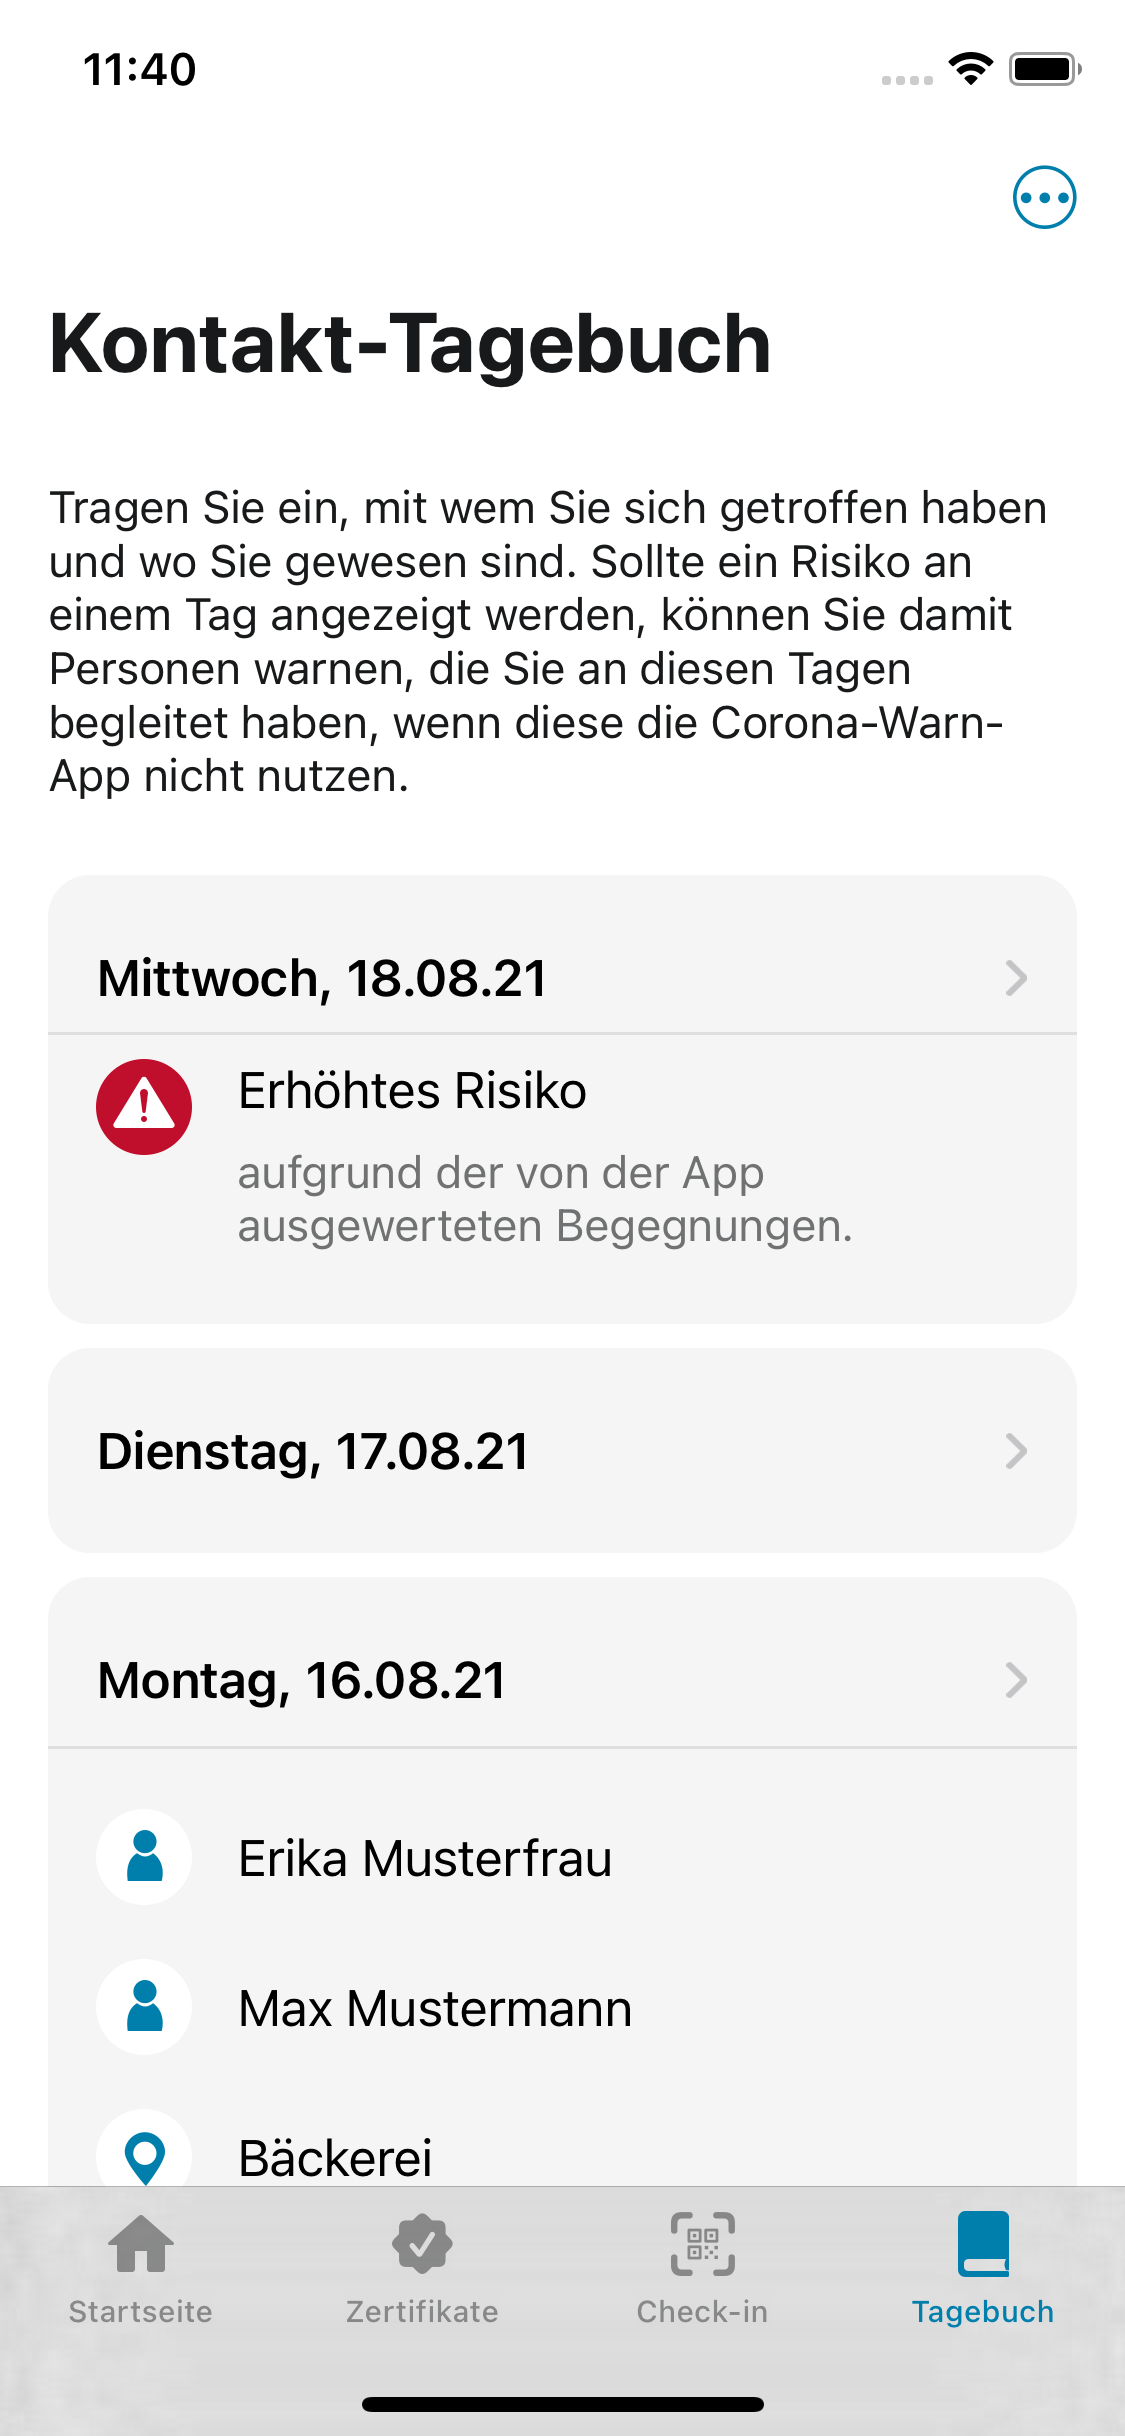 11:40
Kontakt-Tagebuch
Tragen Sie ein, mit wem Sie sich getroffen haben
und wo Sie gewesen sind. Sollte ein Risiko an
einem Tag angezeigt werden, können Sie damit
Personen warnen, die Sie an diesen Tagen
begleitet haben, wenn diese die Corona-Warn-
App nicht nutzen.
Mittwoch, 18.08.21
Erhöhtes Risiko
aufgrund der von der App
ausgewerteten Begegnungen.
Dienstag, 17.08.21
Montag, 16.08.21
Erika Musterfrau
Max Mustermann
Bäckerei
Startseite
Zertifikate
Check-in
Tagebuch